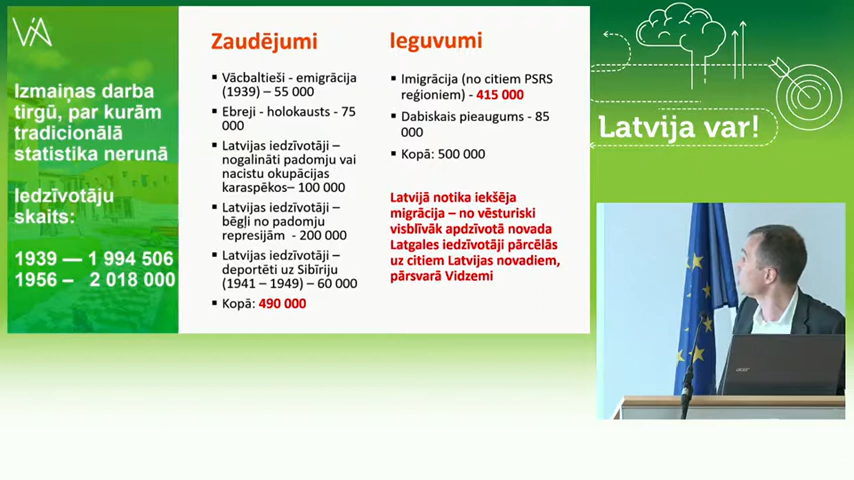 ViA
Izmaiņas darba
tirgū, par kurām
tradicionālā
statistika nerunā
Iedzīvotāju
skaits:
1939 — 1 994 506
1956 – 2 018 000
Zaudējumi
Vācbaltieši - emigrācija
(1939) – 55 000
Ebreji - holokausts - 75
000
Latvijas iedzīvotāji –
nogalināti padomju vai
nacistu okupācijas
karaspēkos– 100 000
Latvijas iedzīvotāji –
bēgļi no padomju
represijām - 200 000
Latvijas iedzīvotāji –
deportēti uz Sibīriju
(1941 – 1949) – 60 000
Kopā: 490 000
Ieguvumi
Imigrācija (no citiem PSRS
reģioniem) - 415 000
Dabiskais pieaugums - 85
000
Kopā: 500 000
Latvijā notika iekšēja
migrācija – no vēsturiski
visblīvāk apdzīvotā novada
Latgales iedzīvotāji pārcēlās
uz citiem Latvijas novadiem,
pārsvarā Vidzemi
Latvija var!
acer